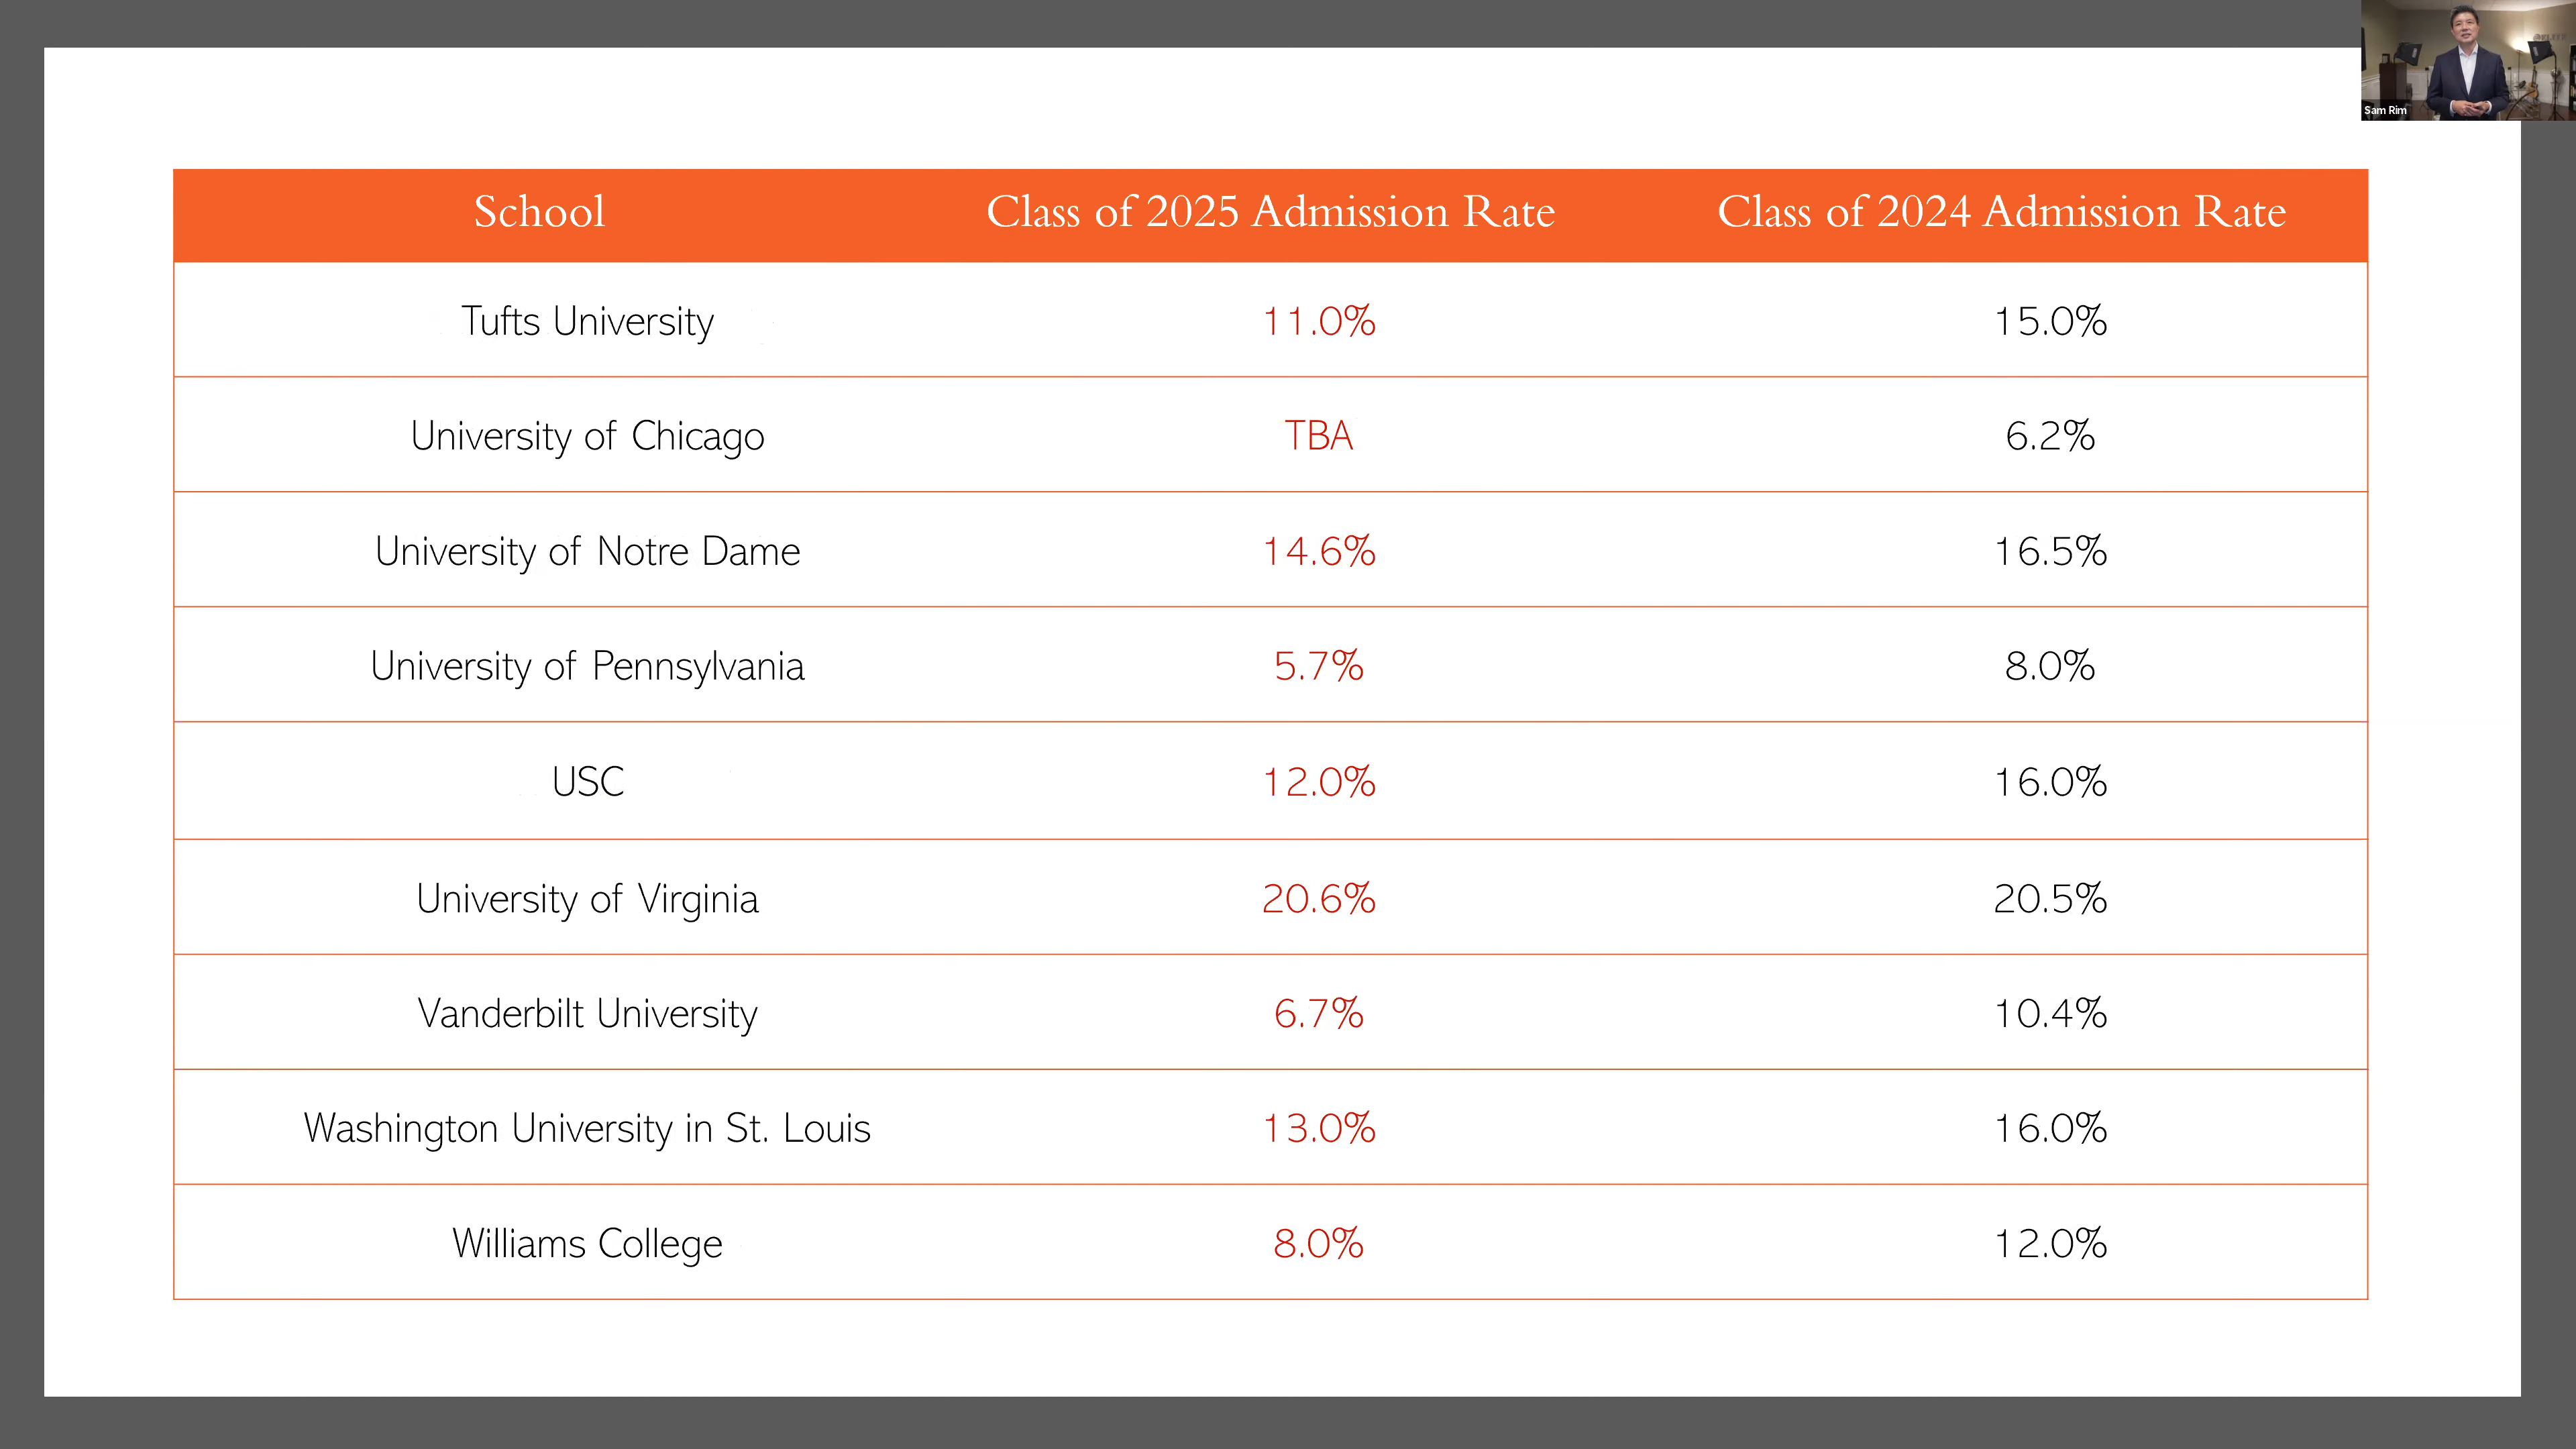 Sam Rim
School Class of 2025 Admission Rate Class of 2024 Admission Rate
Tufts University 11.0% 15.0%
University of Chicago TBA 6.2%
University of Notre Dame 14.6% 16.5%
University of Pennsylvania 5.7% 8.0%
USC 12.0% 16.0%
University of Virginia 20.6% 20.5%
Vanderbilt University 6.7% 10.4%
Washington University in St. Louis 13.0% 16.0%
Williams College 8.0% 12.0%